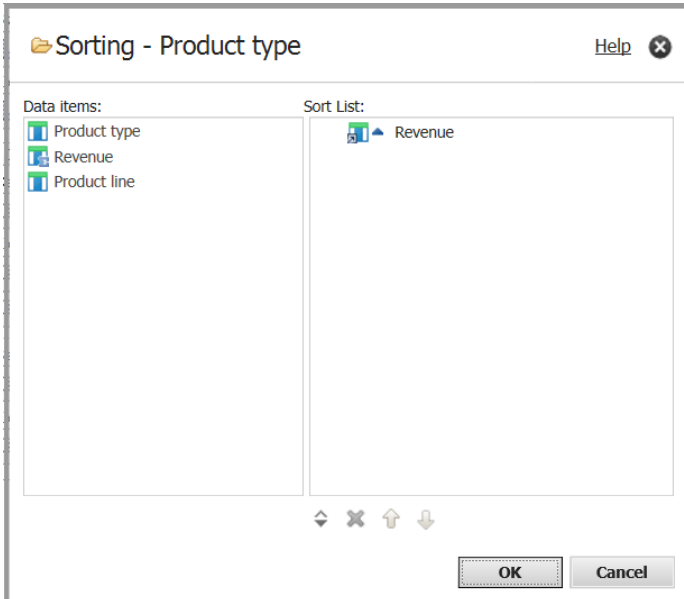 Sorting - Product type
Help
Data items:
Sort List:
Product type
Revenue
Product line
Revenue
OK
Cancel